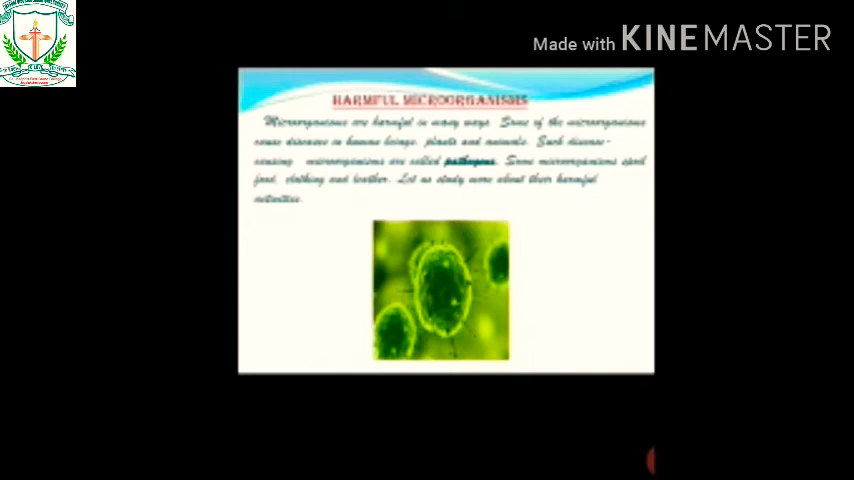 Made with KINEMASTER
HARMFUL MICROORGANISMS
Microorganisms are harmful in many ways. Some of the microorganisms
cause diseases in human beings, plants and animals. Such disease-
causing microorganisms are called pathogens. Some microorganisms spoil
food, clothing and leather. Let us study more about their harmful
activities.